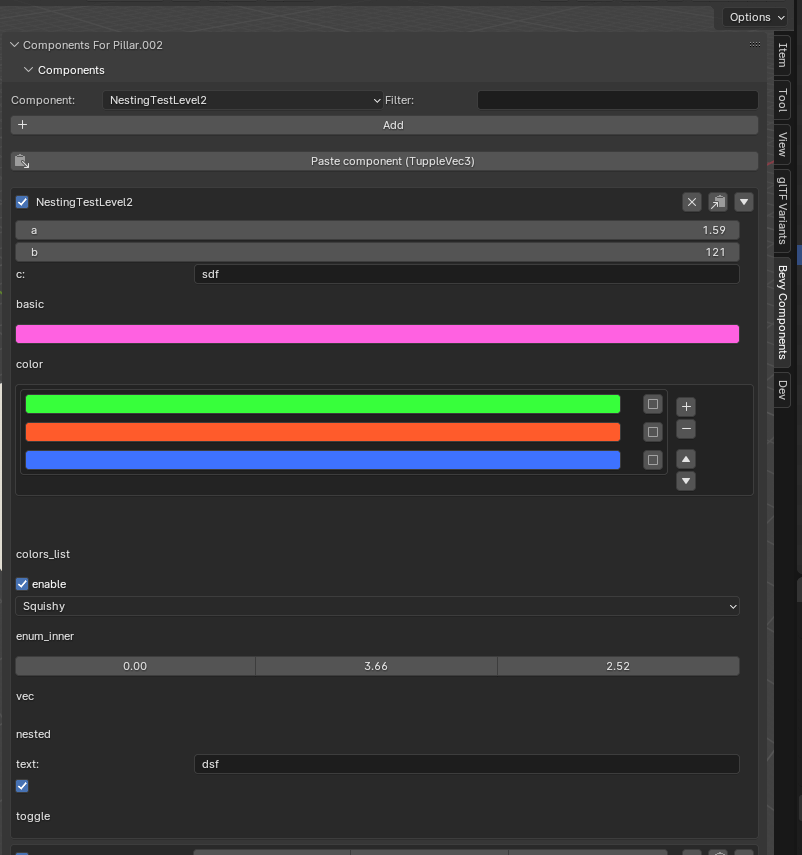 Options
Components For Pillar.002
Components
Component: NestingTestLevel2 Filter:
Add
Paste component (TuppleVec3)
NestingTestLevel2
a 1.59
b 121
c: sdf
basic
color
colors_list
enable
Squishy
enum_inner
0.00 3.66 2.52
vec
nested
text: dsf
toggle
Item
Tool
View
glTF Variants
Bevy Components
Dev